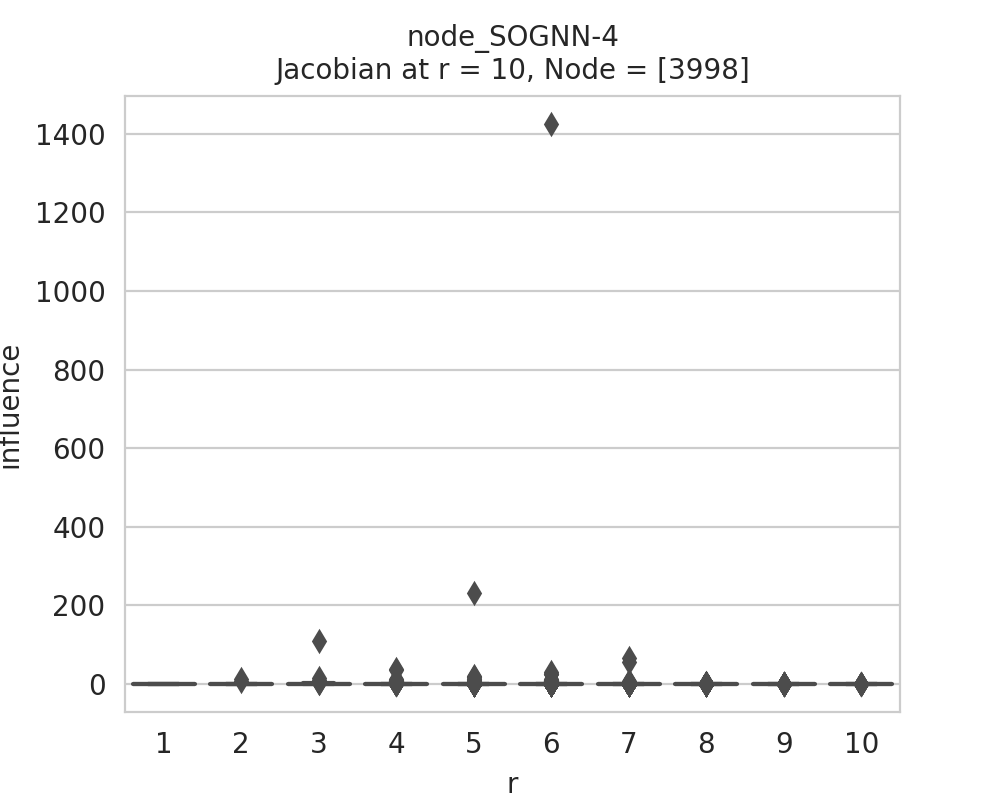 node_SOGNN-4
Jacobian at r = 10, Node = [3998]
influence
1400
1200
1000
800
600
400
200
0
1 2 3 4 5 6 7 8 9 10
r